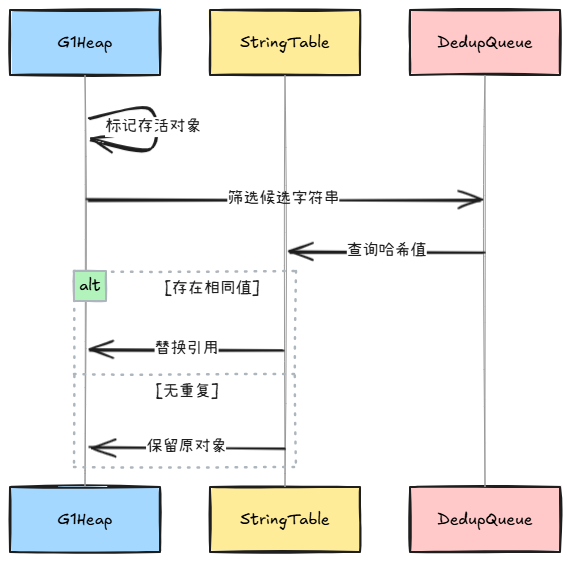 G1Heap
StringTable
DedupQueue
标记存活对象
筛选候选字符串
查询哈希值
alt
[存在相同值]
替换引用
[无重复]
保留原对象
G1Heap
StringTable
DedupQueue